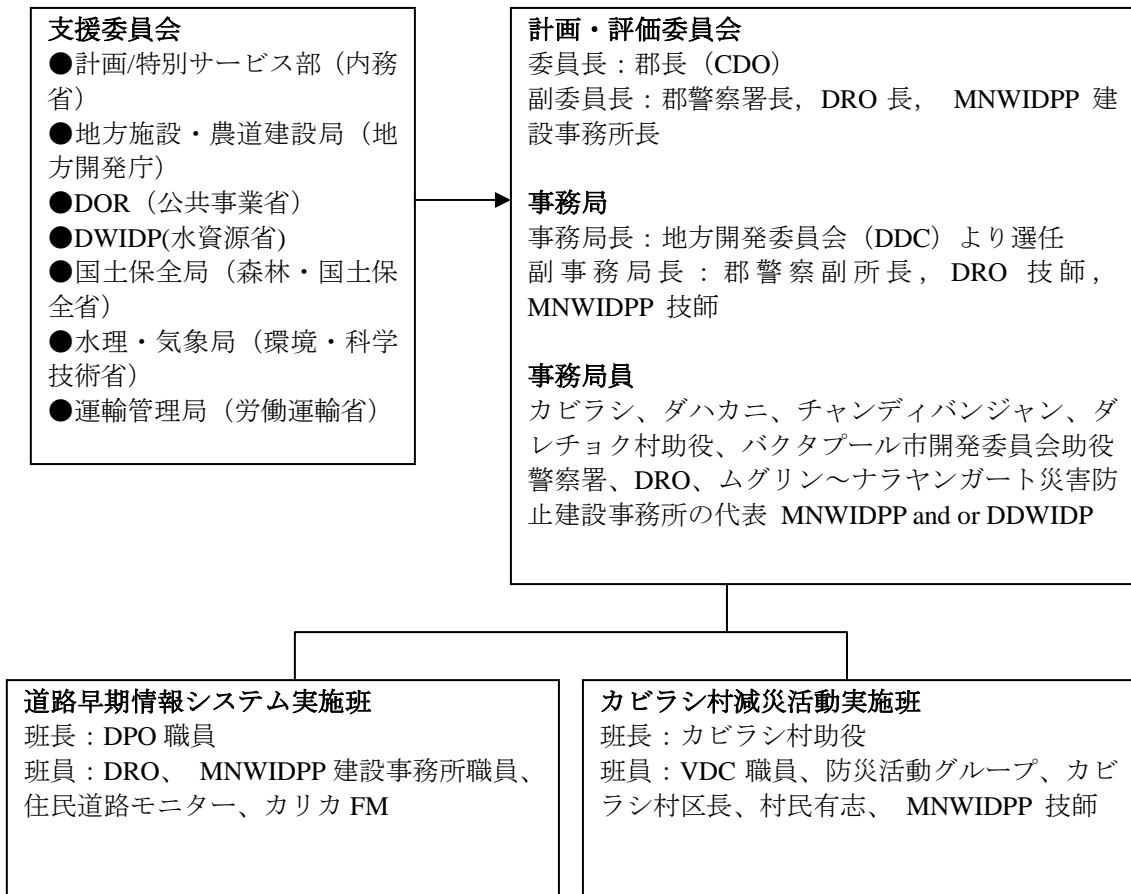 支援委員会
●計画/特別サービス部（内務
省）
●地方施設・農道建設局（地
方開発庁）
●DOR（公共事業省）
●DWIDP(水資源省)
●国土保全局（森林・国土保
全省）
●水理・気象局（環境・科学
技術省）
●運輸管理局（労働運輸省）
計画・評価委員会
委員長：郡長（CDO）
副委員長：郡警察署長，DRO 長， MNWIDPP 建
設事務所長
事務局
事務局長：地方開発委員会（DDC）より選任
副事務局長：郡警察副所長，DRO 技師，
MNWIDPP 技師
事務局員
カビラシ、ダハカニ、チャンディバンジャン、ダ
レチョク村助役、バクタプール市開発委員会助役
警察署、DRO、ムグリン～ナラヤンガート災害防
止建設事務所の代表 MNWIDPP and or DDWIDP
道路早期情報システム実施班
班長：DPO 職員
班員：DRO、 MNWIDPP 建設事務所職員、
住民道路モニター、カリカ FM
カビラシ村減災活動実施班
班長：カビラシ村助役
班員：VDC 職員、防災活動グループ、カビ
ラシ村区長、村民有志、 MNWIDPP 技師